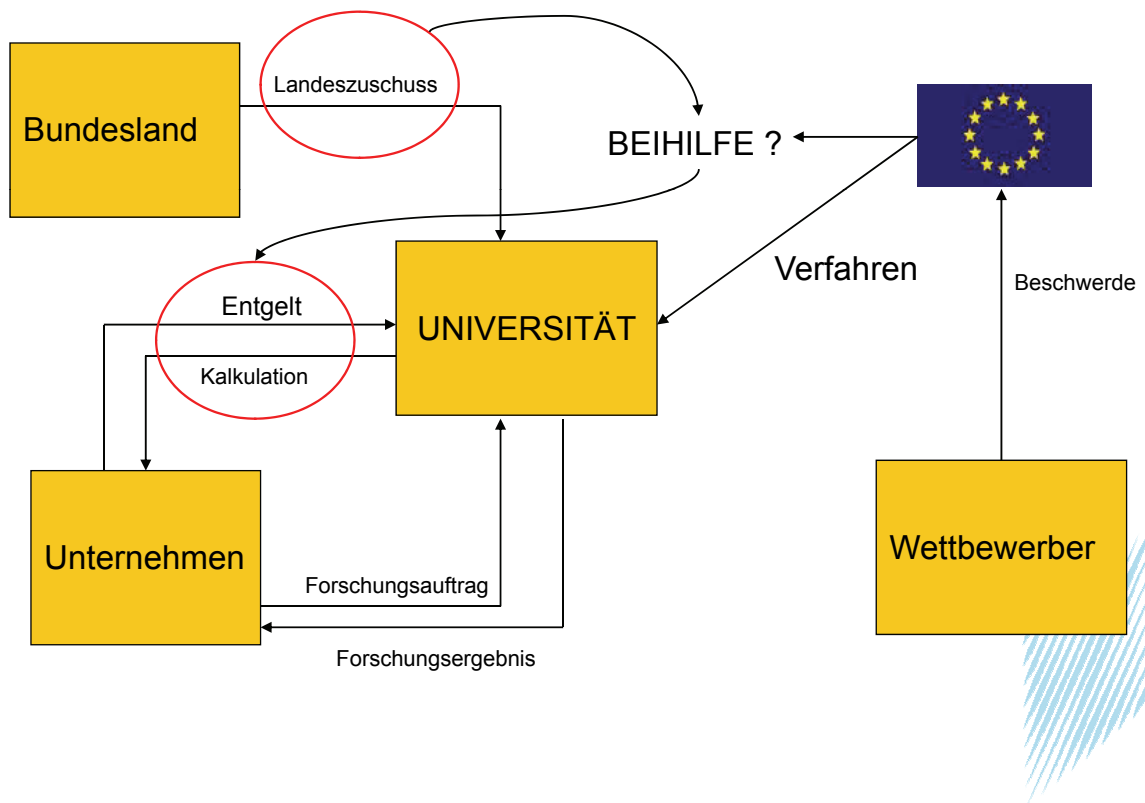 Landeszuschuss
Bundesland
BEIHILFE ?
Verfahren
Beschwerde
Entgelt
UNIVERSITÄT
Kalkulation
Unternehmen
Wettbewerber
Forschungsauftrag
Forschungsergebnis